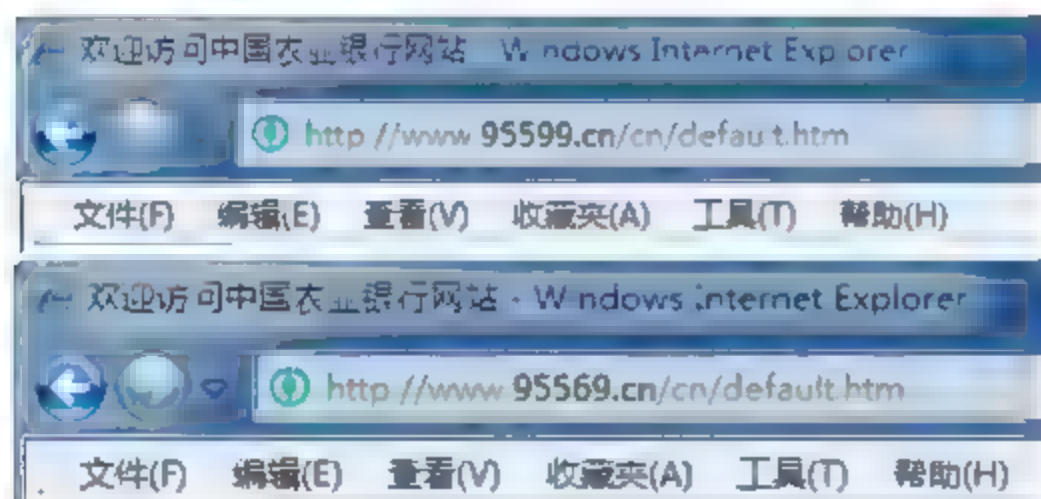 欢迎访问中国农业银行网站 - Windows Internet Explorer
http://www.95599.cn/cn/default.htm
文件(F) 编辑(E) 查看(V) 收藏夹(A) 工具(T) 帮助(H)
欢迎访问中国农业银行网站 - Windows Internet Explorer
http://www.95569.cn/cn/default.htm
文件(F) 编辑(E) 查看(V) 收藏夹(A) 工具(T) 帮助(H)